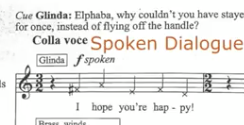 Cue Glinda: Elphaba, why couldn't you have staye
for once, instead of flying off the handle?
Colla voce Spoken Dialogue
Glinda f spoken
I hope you're hap - py!
Brass, winds